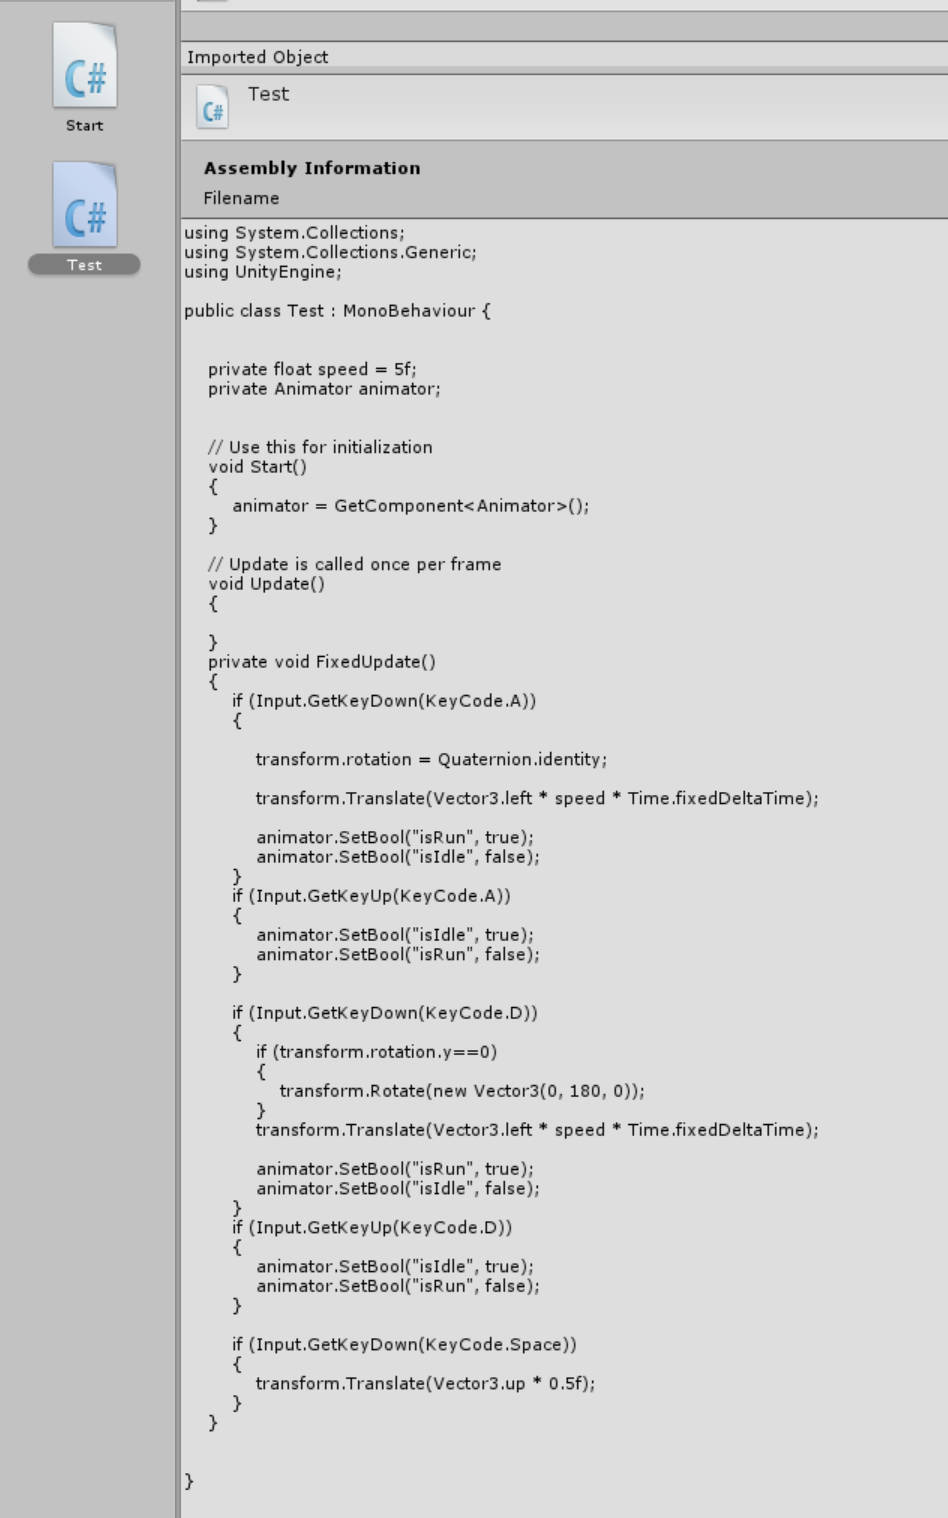 C#
Start
C#
Test
Imported Object
C#
Test
Assembly Information
Filename
using System.Collections;
using System.Collections.Generic;
using UnityEngine;
public class Test : MonoBehaviour {
private float speed = 5f;
private Animator animator;
// Use this for initialization
void Start()
{
animator = GetComponent<Animator>();
}
// Update is called once per frame
void Update()
{
}
private void FixedUpdate()
{
if (Input.GetKeyDown(KeyCode.A))
{
transform.rotation = Quaternion.identity;
transform.Translate(Vector3.left * speed * Time.fixedDeltaTime);
animator.SetBool("isRun", true);
animator.SetBool("isIdle", false);
}
if (Input.GetKeyUp(KeyCode.A))
{
animator.SetBool("isIdle", true);
animator.SetBool("isRun", false);
}
if (Input.GetKeyDown(KeyCode.D))
{
if (transform.rotation.y==0)
{
transform.Rotate(new Vector3(0, 180, 0));
}
transform.Translate(Vector3.left * speed * Time.fixedDeltaTime);
animator.SetBool("isRun", true);
animator.SetBool("isIdle", false);
}
if (Input.GetKeyUp(KeyCode.D))
{
animator.SetBool("isIdle", true);
animator.SetBool("isRun", false);
}
if (Input.GetKeyDown(KeyCode.Space))
{
transform.Translate(Vector3.up * 0.5f);
}
}
}